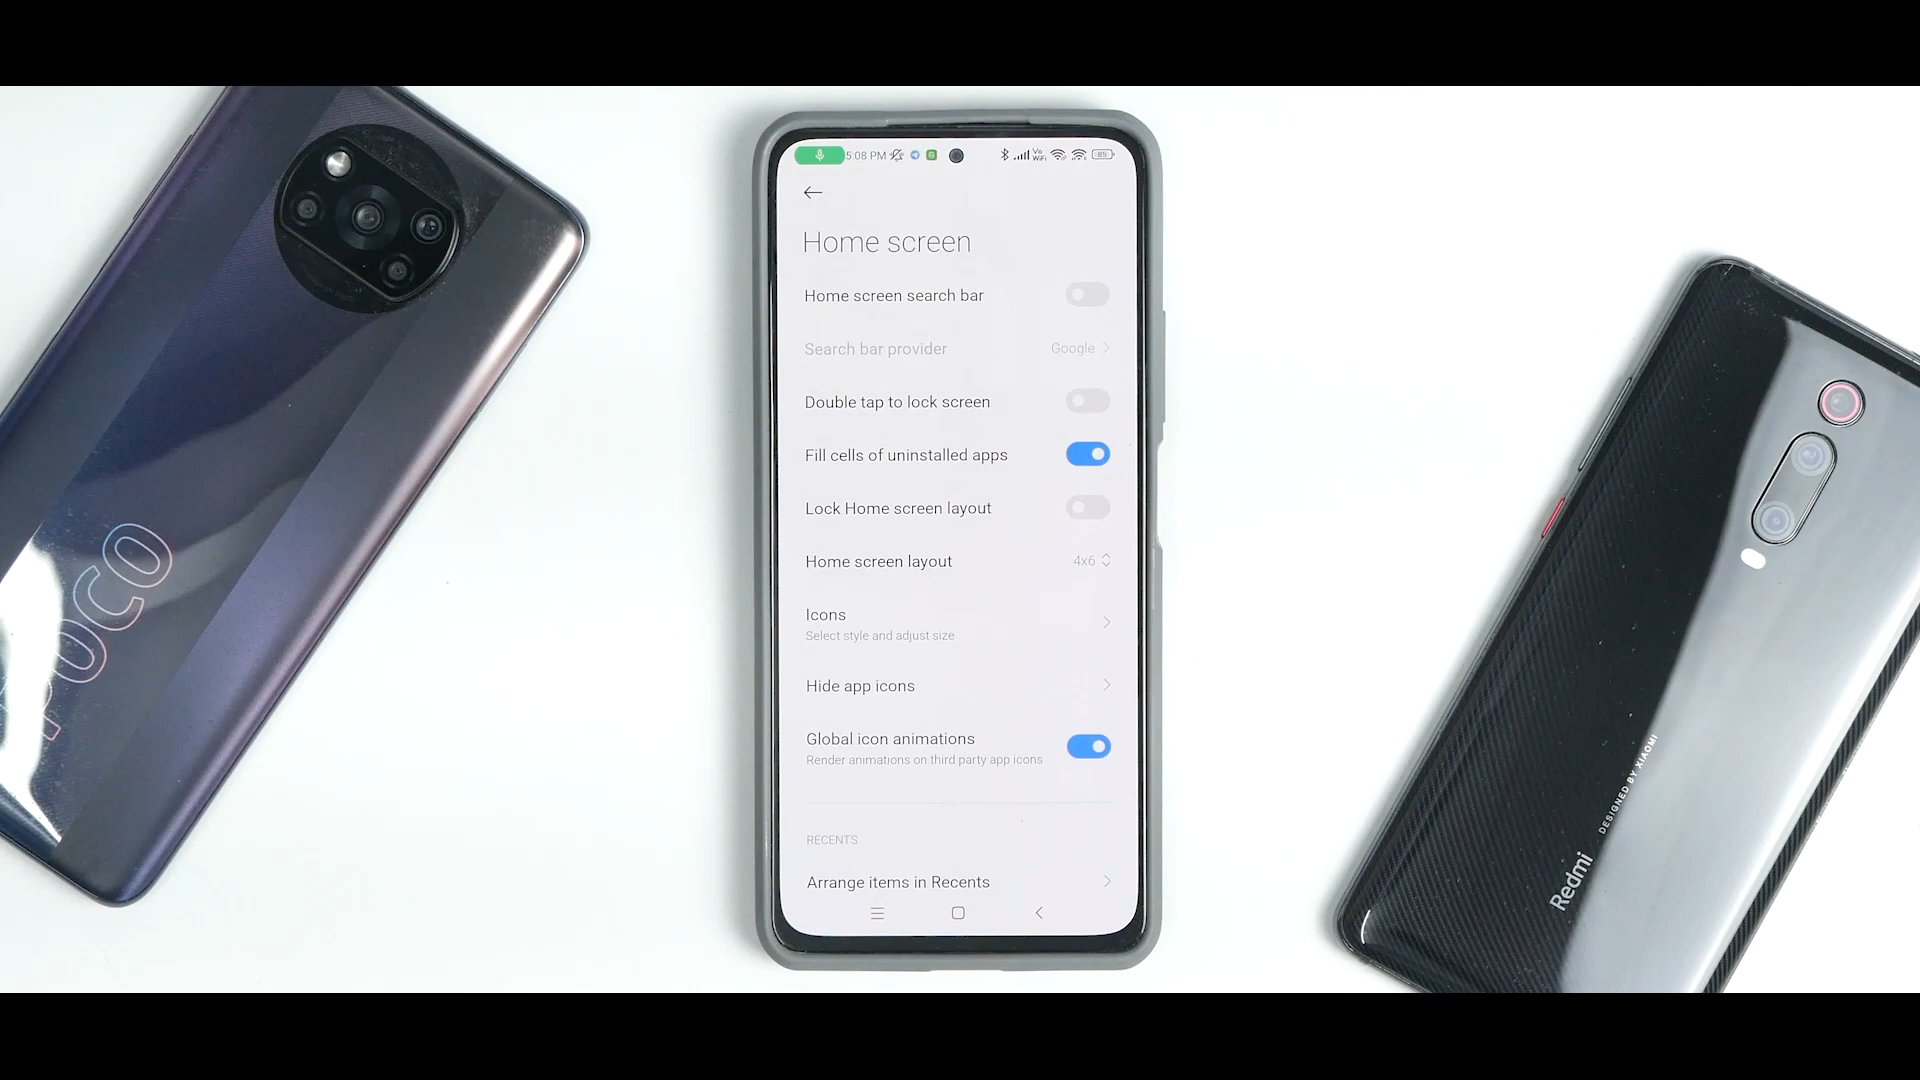 5:08 PM
Vo
WiFi
85
Home screen
Home screen search bar
Search bar provider
Google
Double tap to lock screen
Fill cells of uninstalled apps
Lock Home screen layout
Home screen layout
4x6
Icons
Select style and adjust size
Hide app icons
Global icon animations
Render animations on third party app icons
RECENTS
Arrange items in Recents
poco
Redmi
DESIGNED BY XIAOMI